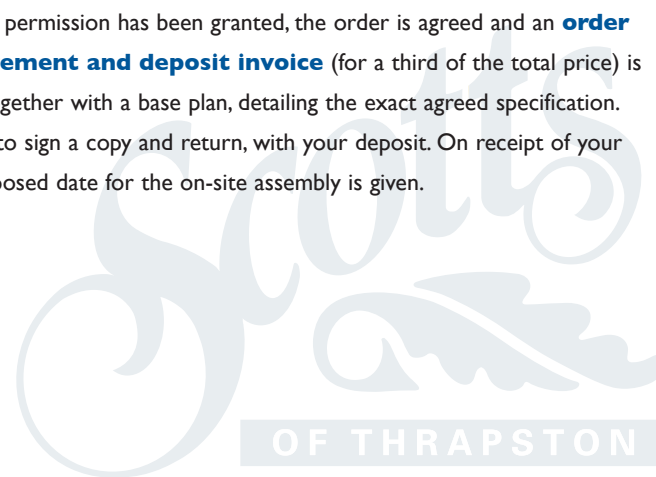 permission has been granted, the order is agreed and an order
ement and deposit invoice (for a third of the total price) is
gether with a base plan, detailing the exact agreed specification.
to sign a copy and return, with your deposit. On receipt of your
posed date for the on-site assembly is given.
Scotts
OF THRAPSTON